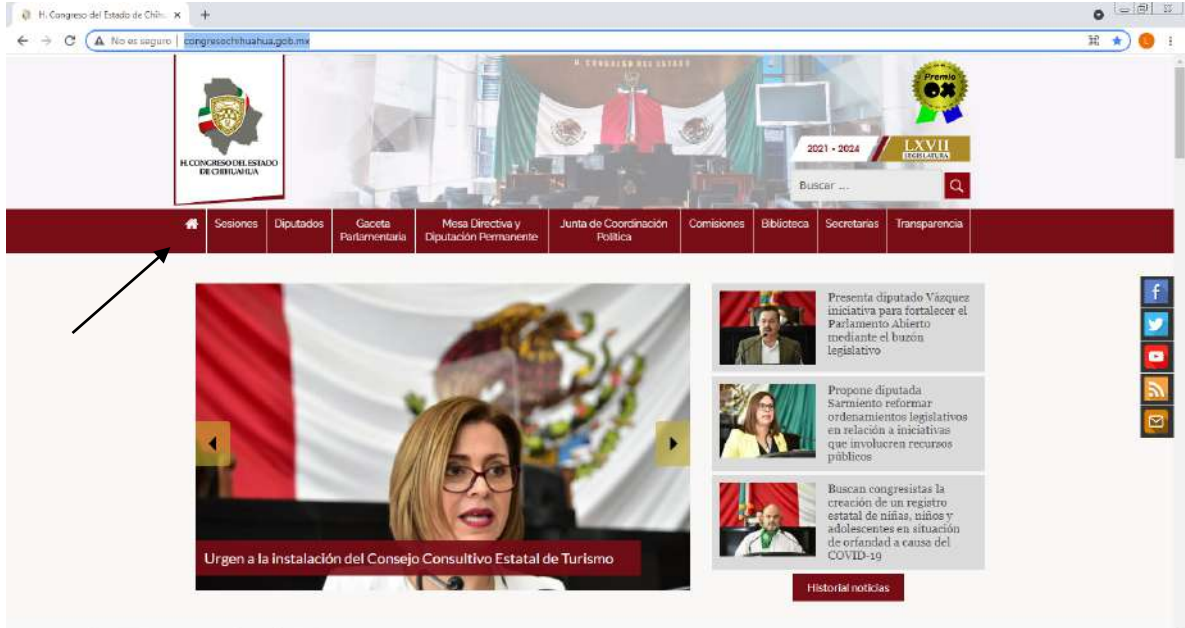 H. Congreso del Estado de Chih
No es seguro | congresochihuahua.gob.mx
H. CONGRESO DEL ESTADO
Premio
OX
2021 - 2024
LXVII
LEGISLATURA
H. CONGRESO DEL ESTADO
DE CHIHUAHUA
Buscar ...
Sesiones
Diputados
Gaceta
Parlamentaria
Mesa Directiva y
Diputación Permanente
Junta de Coordinación
Política
Comisiones
Biblioteca
Secretarías
Transparencia
Urgen a la instalación del Consejo Consultivo Estatal de Turismo
Presenta diputado Vázquez
iniciativa para fortalecer el
Parlamento Abierto
mediante el buzón
legislativo
Propone diputada
Sarmiento reformar
ordenamientos legislativos
en relación a iniciativas
que involucren recursos
públicos
Buscan congresistas la
creación de un registro
estatal de niñas, niños y
adolescentes en situación
de orfandad a causa del
COVID-19
Historial noticias